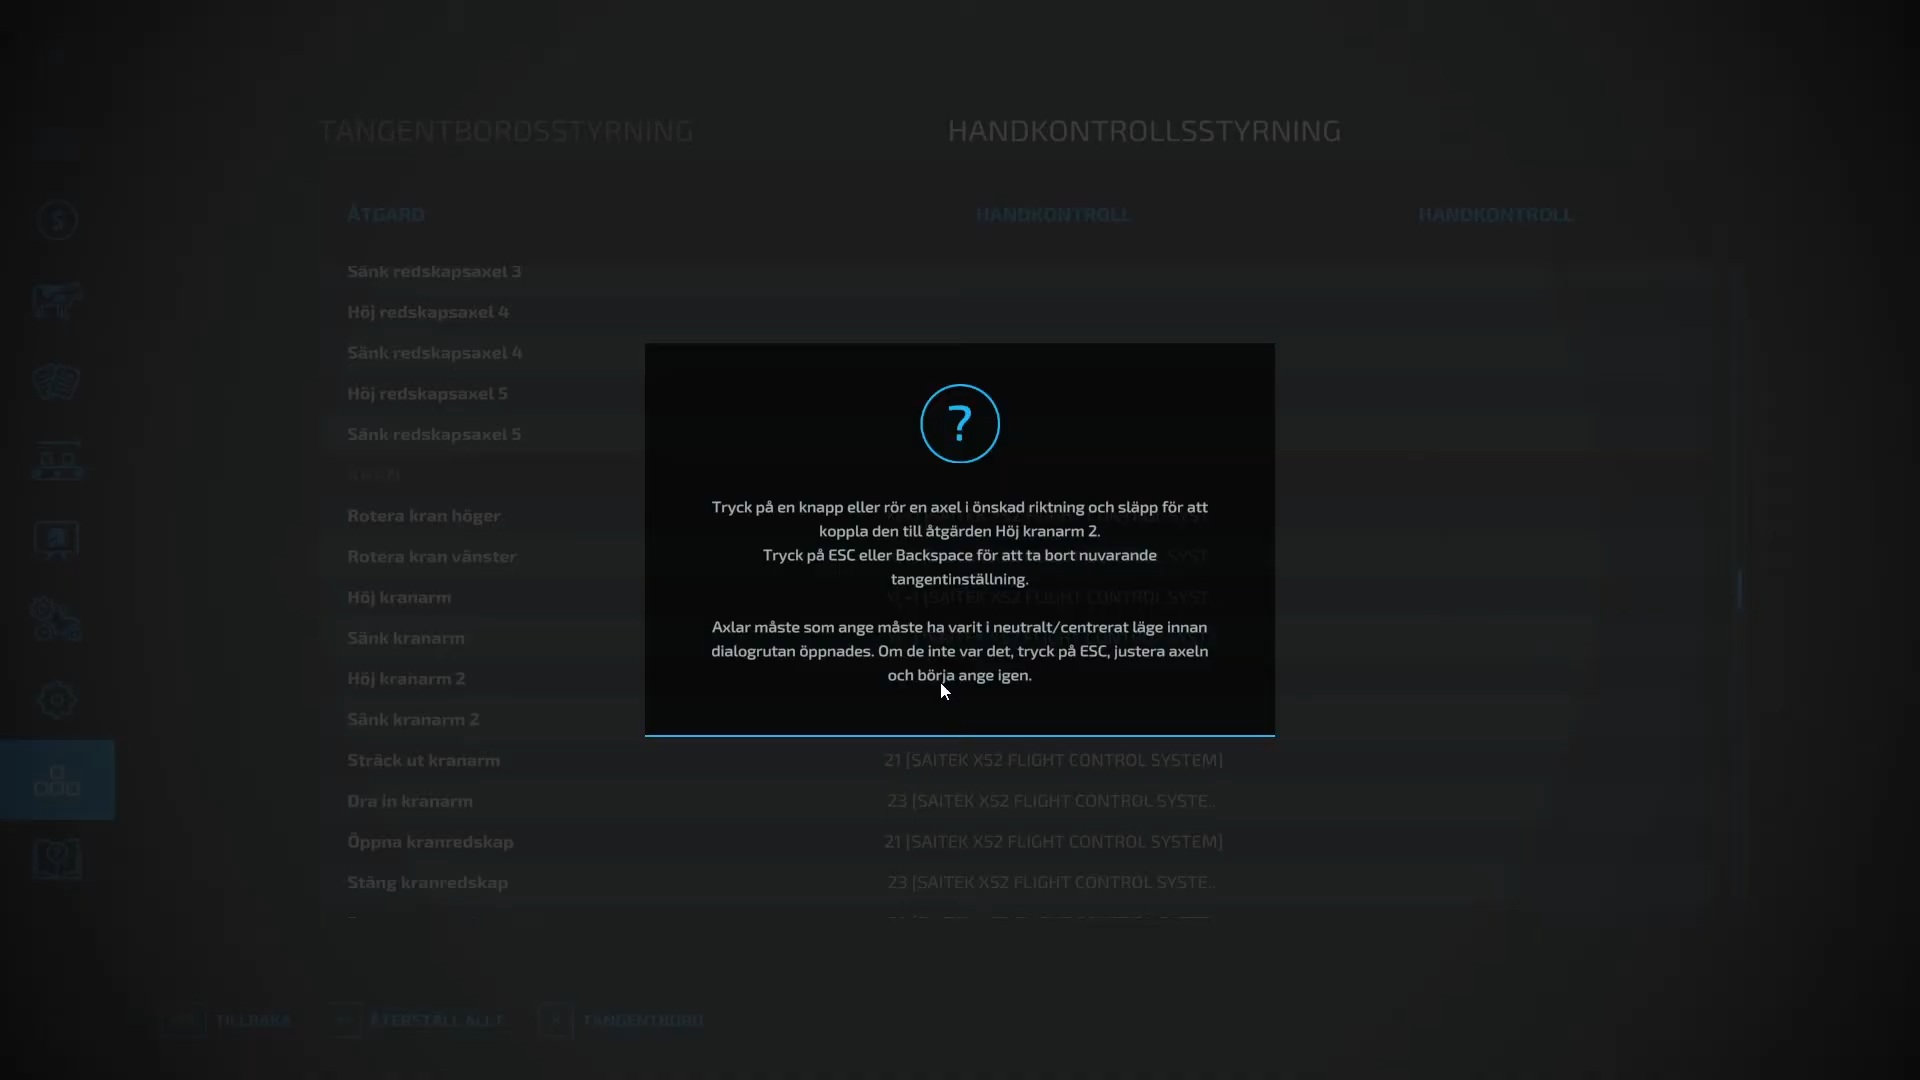 TANGENTBORDSSTYRNING HANDKONTROLLSSTYRNING
ÅTGÄRD HANDKONTROLL HANDKONTROLL
Sänk redskapsaxel 3
Höj redskapsaxel 4
Sänk redskapsaxel 4
Höj redskapsaxel 5
Sänk redskapsaxel 5
Rotera kran höger
Rotera kran vänster
Höj kranarm
Sänk kranarm
Höj kranarm 2
Sänk kranarm 2
Sträck ut kranarm 21 [SAITEK X52 FLIGHT CONTROL SYSTEM]
Dra in kranarm 23 [SAITEK X52 FLIGHT CONTROL SYSTE..
Öppna kranredskap 21 [SAITEK X52 FLIGHT CONTROL SYSTEM]
Stäng kranredskap 23 [SAITEK X52 FLIGHT CONTROL SYSTE..
?
Tryck på en knapp eller rör en axel i önskad riktning och släpp för att
koppla den till åtgärden Höj kranarm 2.
Tryck på ESC eller Backspace för att ta bort nuvarande
tangentinställning.
Axlar måste som ange måste ha varit i neutralt/centrerat läge innan
dialogrutan öppnades. Om de inte var det, tryck på ESC, justera axeln
och börja ange igen.
TILLBAKA ÅTERSTÄLL ALLT TANGENTBORD